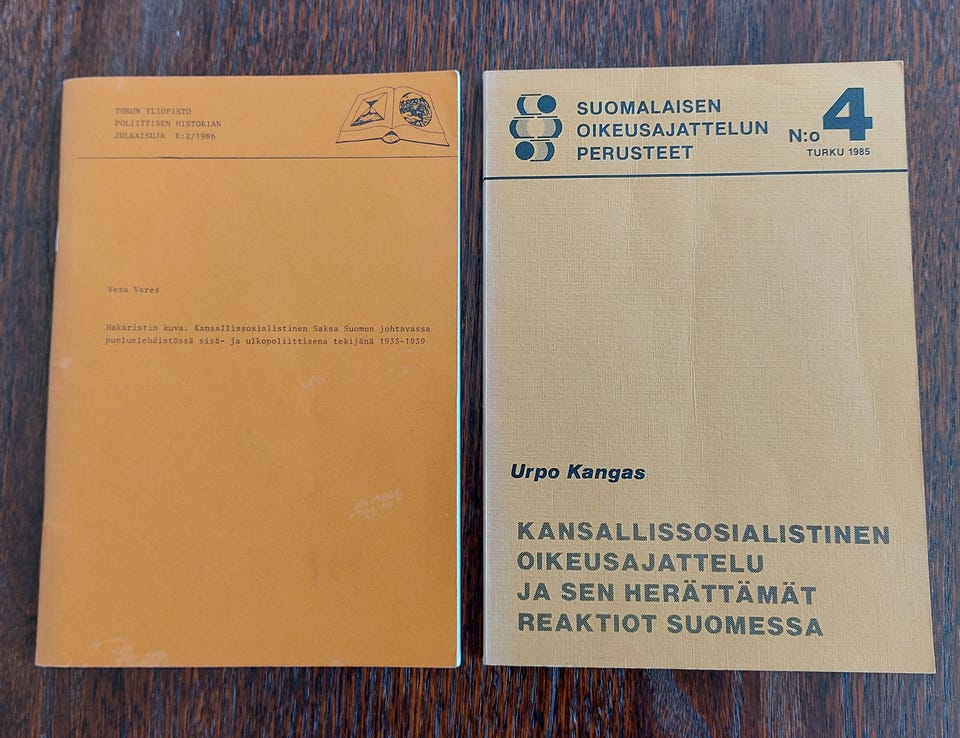 TURUN YLIOPISTO
POLIITTISEN HISTORIAN
JULKAISUJA E:2/1986
Vesa Vares
Hakaristin kuva. Kansallissosialistinen Saksa Suomen johtavassa
puoluelehdistössä sisä- ja ulkopoliittisena tekijänä 1933-1939
SUOMALAISEN
OIKEUSAJATTELUN
PERUSTEET
N:o 4
TURKU 1985
Urpo Kangas
KANSALLISSOSIALISTINEN
OIKEUSAJATTELU
JA SEN HERÄTTÄMÄT
REAKTIOT SUOMESSA